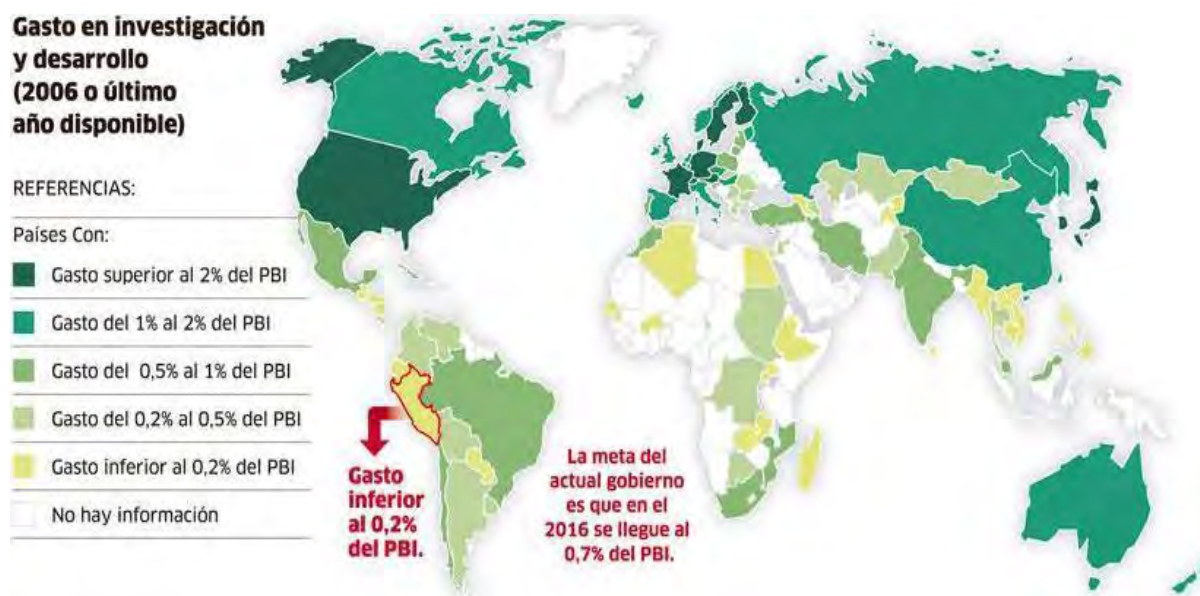 Gasto en investigación
y desarrollo
(2006 o último
año disponible)
REFERENCIAS:
Países Con:
Gasto superior al 2% del PBI
Gasto del 1% al 2% del PBI
Gasto del 0,5% al 1% del PBI
Gasto del 0,2% al 0,5% del PBI
Gasto inferior al 0,2% del PBI
No hay información
Gasto
inferior
al 0,2%
del PBI.
La meta del
actual gobierno
es que en el
2016 se llegue al
0,7% del PBI.